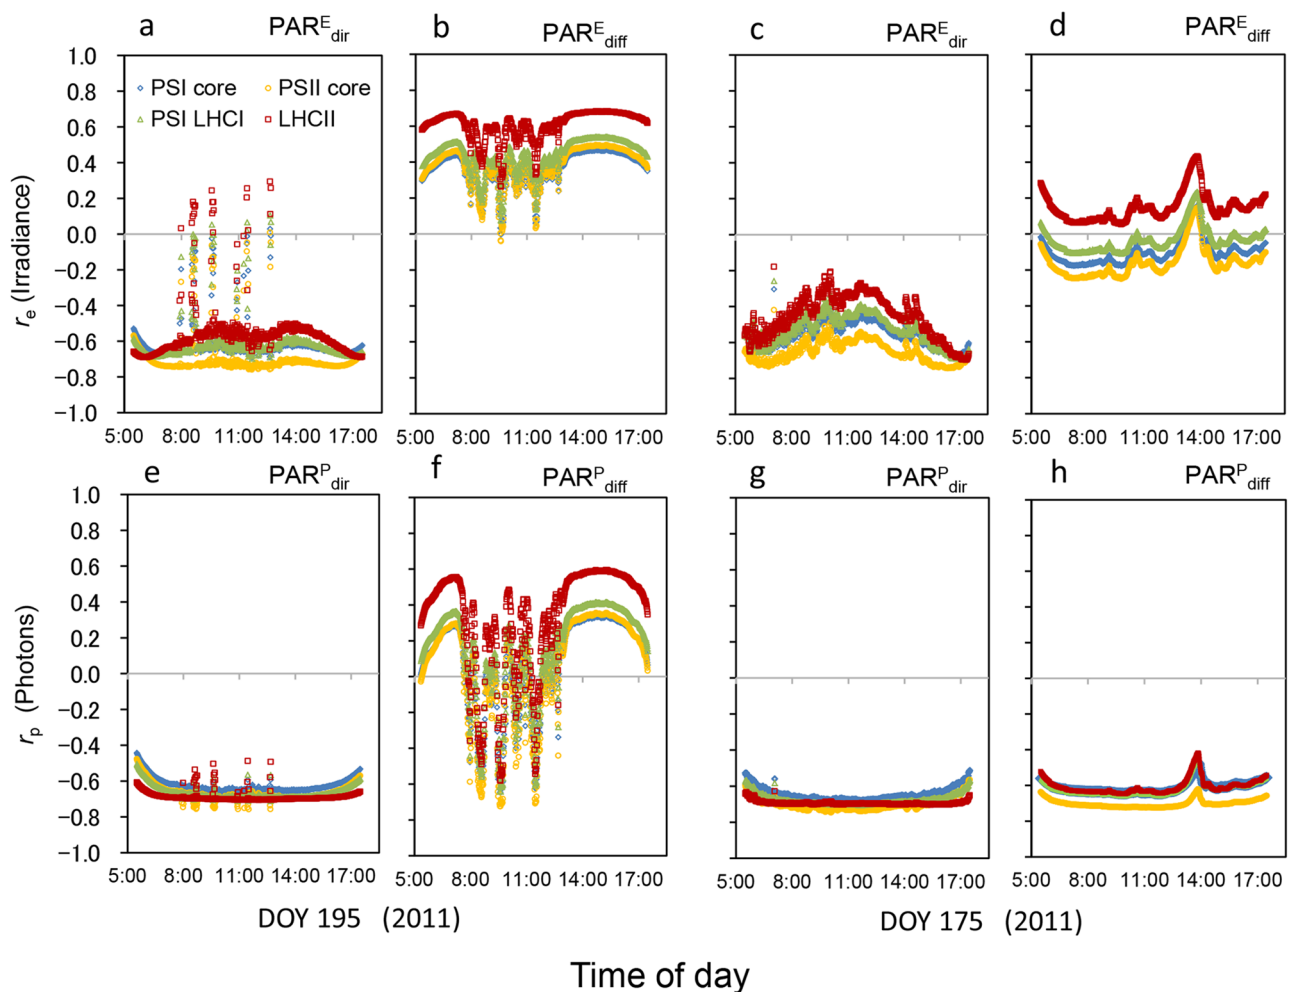 a PAR^E_dir b PAR^E_diff c PAR^E_dir d PAR^E_diff
r_e (Irradiance)
1.0
0.8
0.6
0.4
0.2
0.0
−0.2
−0.4
−0.6
−0.8
−1.0
PSI core PSII core
PSI LHCI LHCII
5:00 8:00 11:00 14:00 17:00
5:00 8:00 11:00 14:00 17:00
5:00 8:00 11:00 14:00 17:00
5:00 8:00 11:00 14:00 17:00
e PAR^P_dir f PAR^P_diff g PAR^P_dir h PAR^P_diff
r_p (Photons)
1.0
0.8
0.6
0.4
0.2
0.0
−0.2
−0.4
−0.6
−0.8
−1.0
5:00 8:00 11:00 14:00 17:00
5:00 8:00 11:00 14:00 17:00
5:00 8:00 11:00 14:00 17:00
5:00 8:00 11:00 14:00 17:00
DOY 195 (2011)
DOY 175 (2011)
Time of day